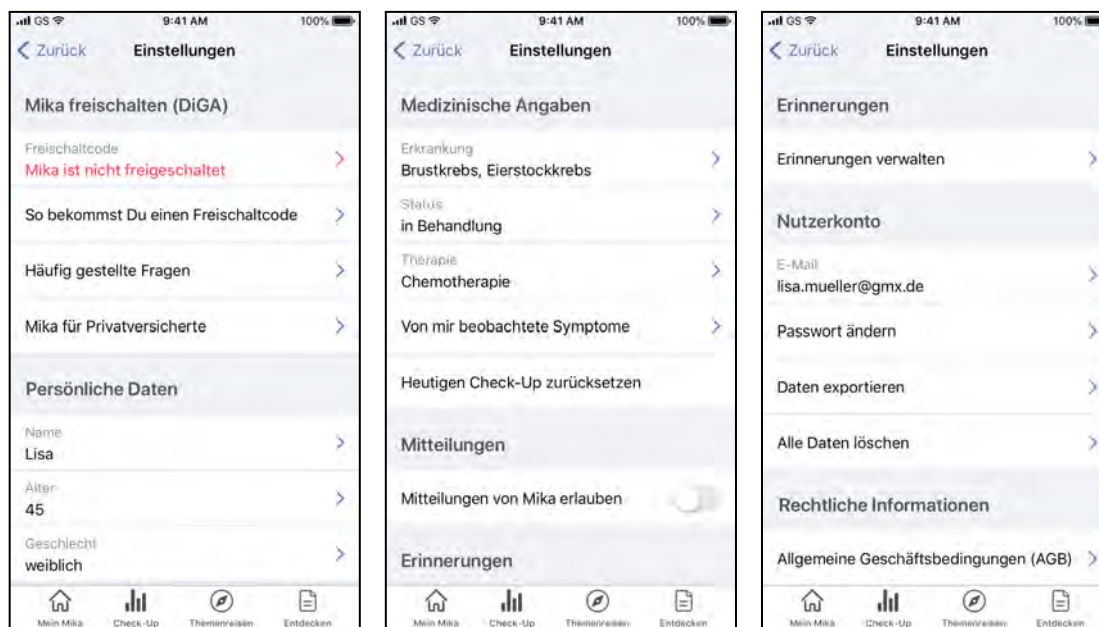 GS 9:41 AM 100%
Zurück Einstellungen
Mika freischalten (DiGA)
Freischaltcode
Mika ist nicht freigeschaltet
So bekommst Du einen Freischaltcode
Häufig gestellte Fragen
Mika für Privatversicherte
Persönliche Daten
Name
Lisa
Alter
45
Geschlecht
weiblich
Mein Mika Check-Up Themenreisen Entdecken
GS 9:41 AM 100%
Zurück Einstellungen
Medizinische Angaben
Erkrankung
Brustkrebs, Eierstockkrebs
Status
in Behandlung
Therapie
Chemotherapie
Von mir beobachtete Symptome
Heutigen Check-Up zurücksetzen
Mitteilungen
Mitteilungen von Mika erlauben
Erinnerungen
Mein Mika Check-Up Themenreisen Entdecken
GS 9:41 AM 100%
Zurück Einstellungen
Erinnerungen
Erinnerungen verwalten
Nutzerkonto
E-Mail
lisa.mueller@gmx.de
Passwort ändern
Daten exportieren
Alle Daten löschen
Rechtliche Informationen
Allgemeine Geschäftsbedingungen (AGB)
Mein Mika Check-Up Themenreisen Entdecken